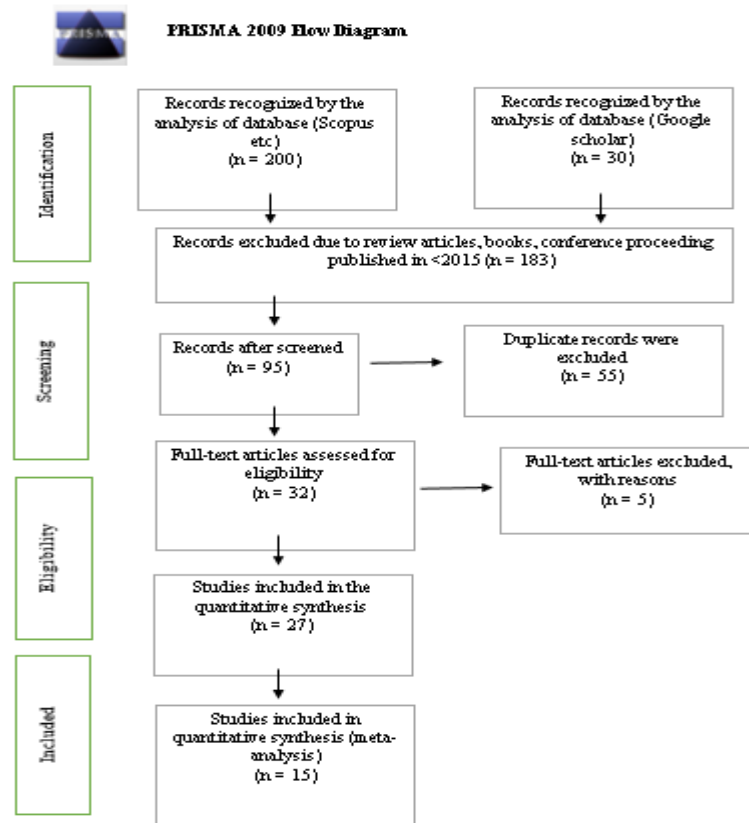 PRISMA
PRISMA 2009 Flow Diagram
Identification
Records recognized by the
analysis of database (Scopus
etc)
(n = 200)
Records recognized by the
analysis of database (Google
scholar)
(n = 30)
Records excluded due to review articles, books, conference proceeding
published in <2015 (n = 183)
Screening
Records after screened
(n = 95)
Duplicate records were
excluded
(n = 55)
Eligibility
Full-text articles assessed for
eligibility
(n = 32)
Full-text articles excluded,
with reasons
(n = 5)
Studies included in the
quantitative synthesis
(n = 27)
Included
Studies included in
quantitative synthesis (meta-
analysis)
(n = 15)